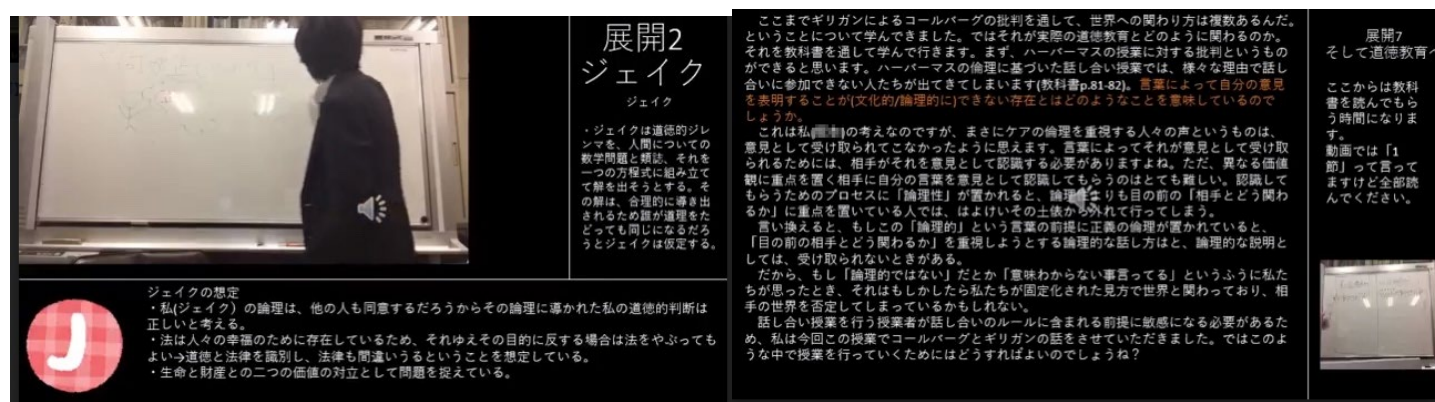 展開2
ジェイク
ジェイク
・ジェイクは道徳的ジレ
ンマを、人間についての
数学問題と類誌、それを
一つの方程式に組み立て
て解を出そうとする。そ
の解は、合理的に導き出
されるため誰が道理をた
どっても同じになるだろ
うとジェイクは仮定する。
J
ジェイクの想定
・私(ジェイク）の論理は、他の人も同意するだろうからその論理に導かれた私の道徳的判断は
正しいと考える。
・法は人々の幸福のために存在しているため、それゆえその目的に反する場合は法をやぶっても
よい→道徳と法律を識別し、法律も間違いうるということを想定している。
・生命と財産との二つの価値の対立として問題を捉えている。
ここまでギリガンによるコールバーグの批判を通して、世界への関わり方は複数あるんだ。
ということについて学んできました。ではそれが実際の道徳教育とどのように関わるのか。
それを教科書を通して学んで行きます。まず、ハーバーマスの授業に対する批判というもの
ができると思います。ハーバーマスの倫理に基づいた話し合い授業では、様々な理由で話し
合いに参加できない人たちが出てきてしまいます(教科書p.81-82)。言葉によって自分の意見
を表明することが(文化的/論理的に)できない存在とはどのようなことを意味しているので
しょうか。
これは私(の考えなのですが、まさにケアの倫理を重視する人々の声というものは、
意見として受け取られてこなかったように思えます。言葉によってそれが意見として受け取
られるためには、相手がそれを意見として認識する必要がありますよね。ただ、異なる価値
観に重点を置く相手に自分の言葉を意見として認識してもらうのはとても難しい。認識して
もらうためのプロセスに「論理性」が置かれると、論理性よりも目の前の「相手とどう関わ
るか」に重点を置いている人では、はよけいその土俵から外れて行ってしまう。
言い換えると、もしこの「論理的」という言葉の前提に正義の倫理が置かれていると、
「目の前の相手とどう関わるか」を重視しようとする論理的な話し方はと、論理的な説明と
しては、受け取られないときがある。
だから、もし「論理的ではない」だとか「意味わからない事言ってる」というふうに私た
ちが思ったとき、それはもしかしたら私たちが固定化された見方で世界と関わっており、相
手の世界を否定してしまっているかもしれない。
話し合い授業を行う授業者が話し合いのルールに含まれる前提に敏感になる必要があるた
め、私は今回この授業でコールバーグとギリガンの話をさせていただきました。ではこのよ
うな中で授業を行っていくためにはどうすればよいのでしょうね？
展開7
そして道徳教育へ
ここからは教科
書を読んでもら
う時間になりま
す。
動画では「1
節」って言って
ますけど全部読
んでください。